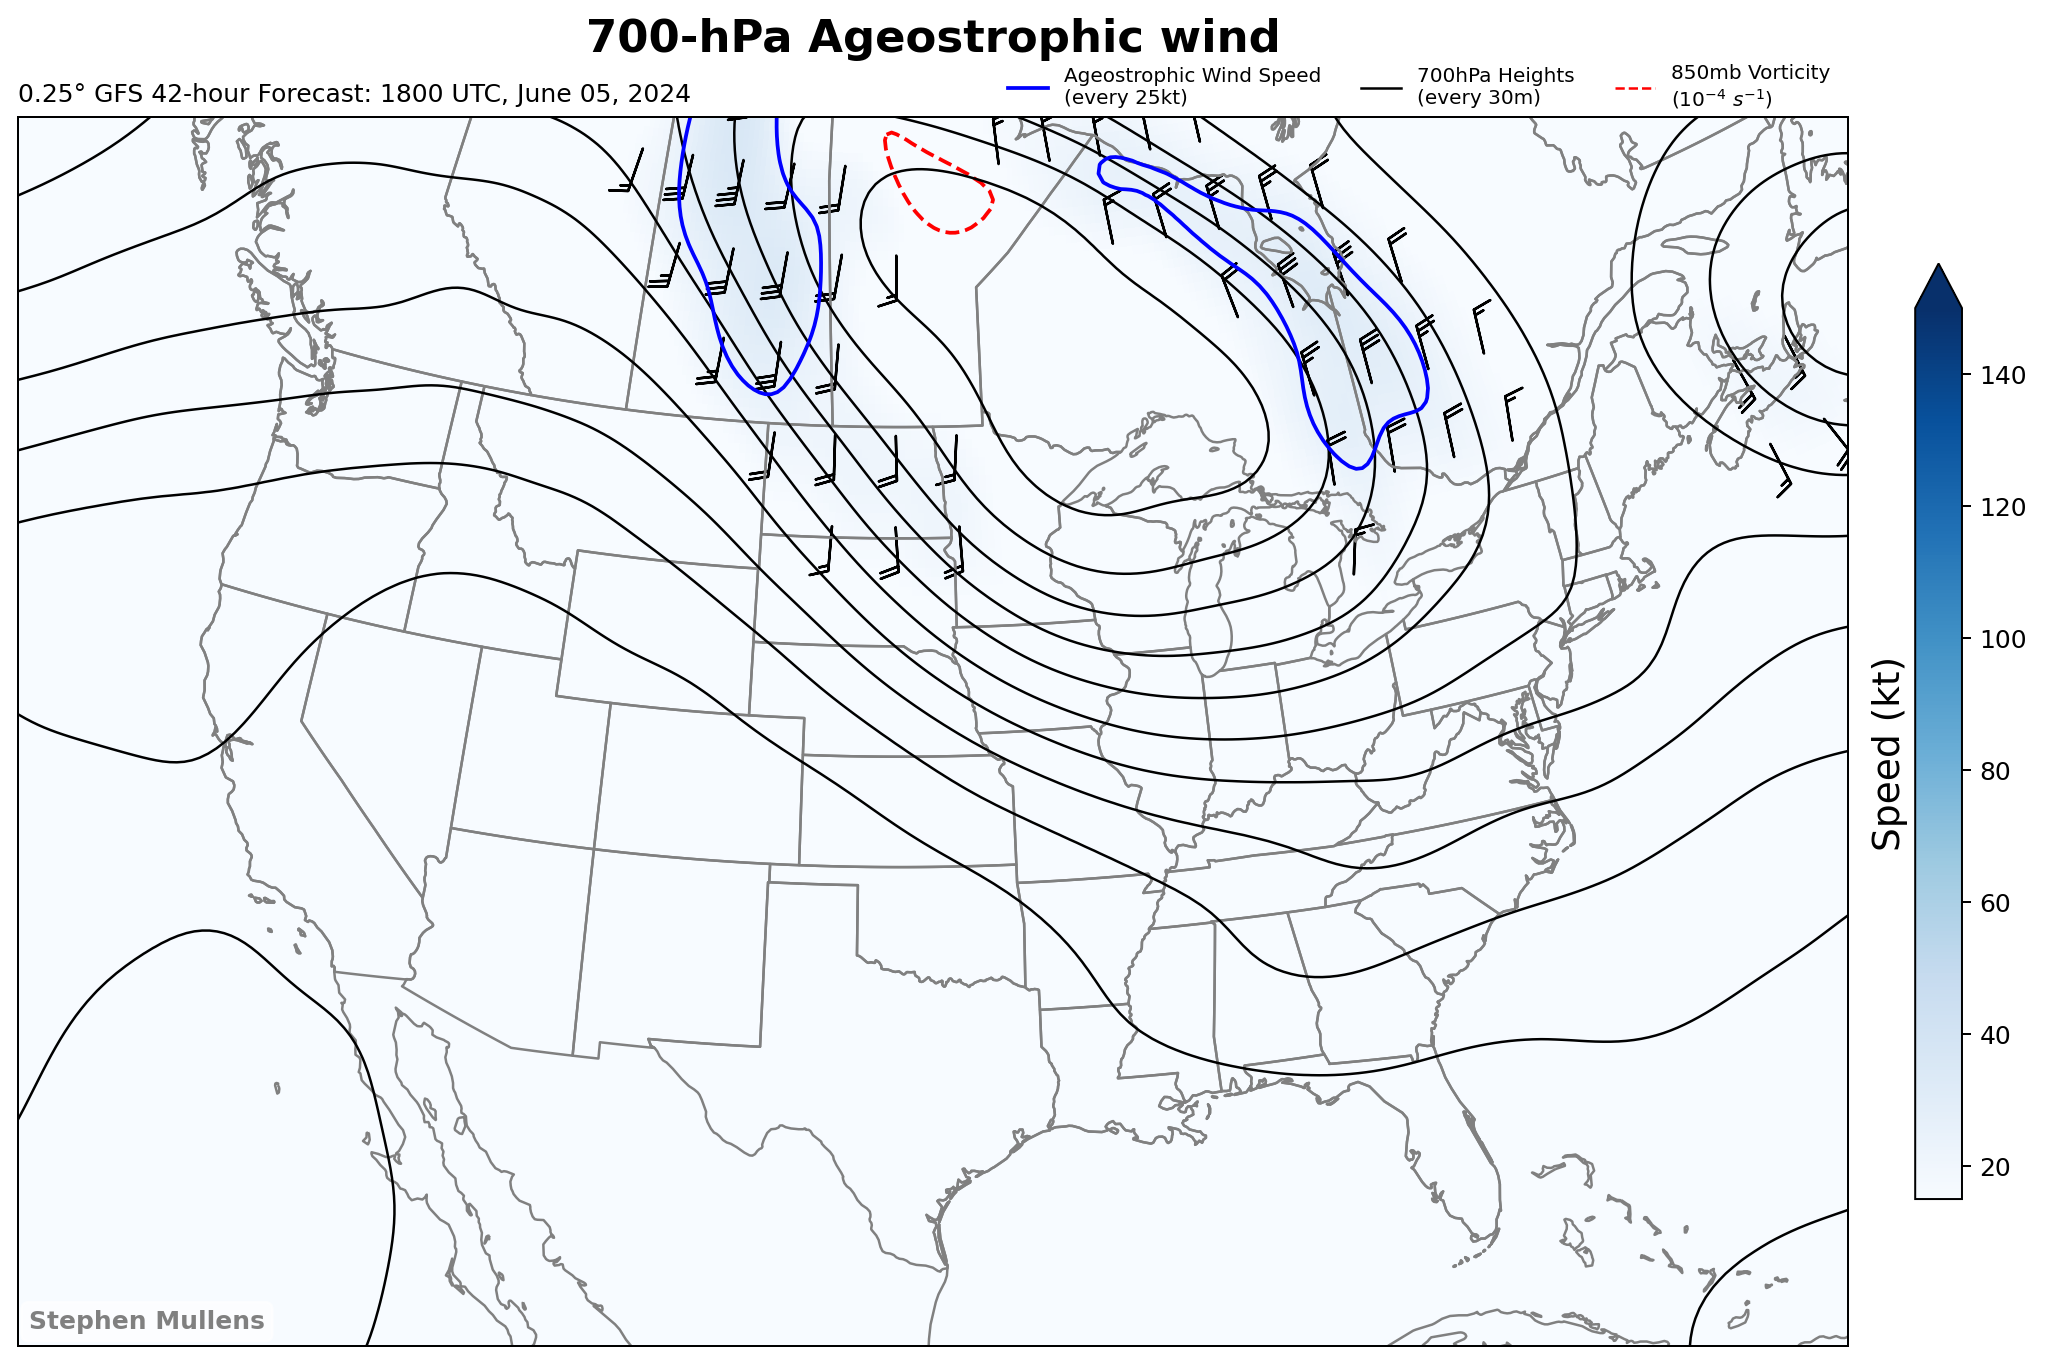 700-hPa Ageostrophic wind
0.25° GFS 42-hour Forecast: 1800 UTC, June 05, 2024
Ageostrophic Wind Speed
(every 25kt)
700hPa Heights
(every 30m)
850mb Vorticity
(10⁻⁴ s⁻¹)
140
120
100
80
60
40
20
Speed (kt)
Stephen Mullens